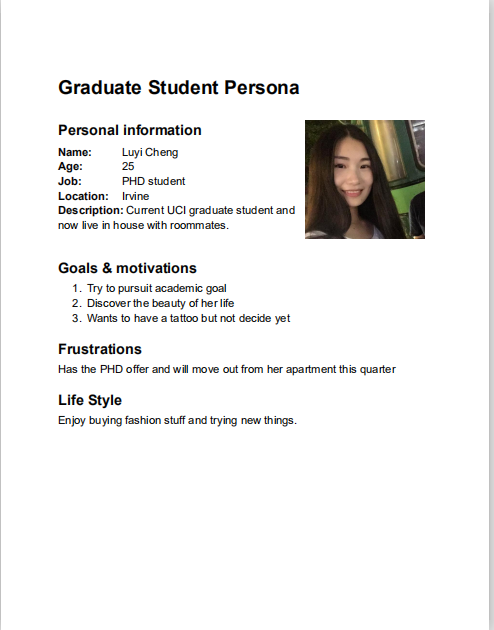 Graduate Student Persona
Personal information
Name: Luyi Cheng
Age: 25
Job: PHD student
Location: Irvine
Description: Current UCI graduate student and
now live in house with roommates.
Goals & motivations
1. Try to pursuit academic goal
2. Discover the beauty of her life
3. Wants to have a tattoo but not decide yet
Frustrations
Has the PHD offer and will move out from her apartment this quarter
Life Style
Enjoy buying fashion stuff and trying new things.